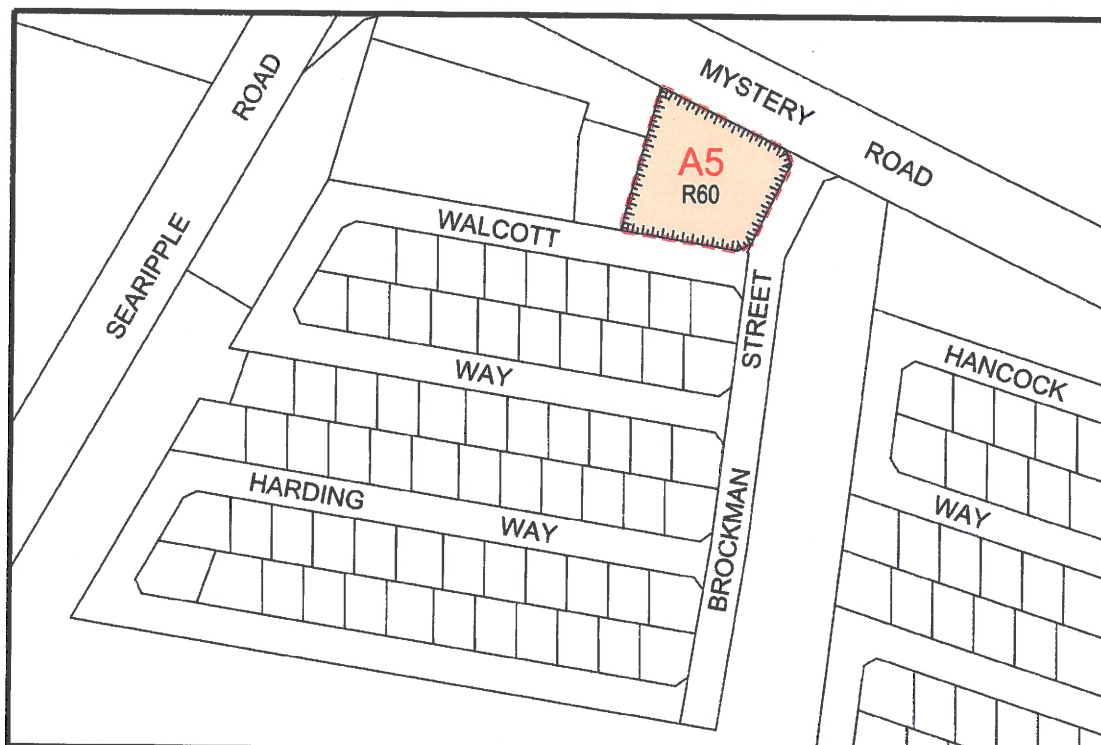 MYSTERY
ROAD
ROAD
A5
R60
WALCOTT
SEARIPPLE
STREET
HANCOCK
WAY
HARDING
WAY
WAY
BROCKMAN